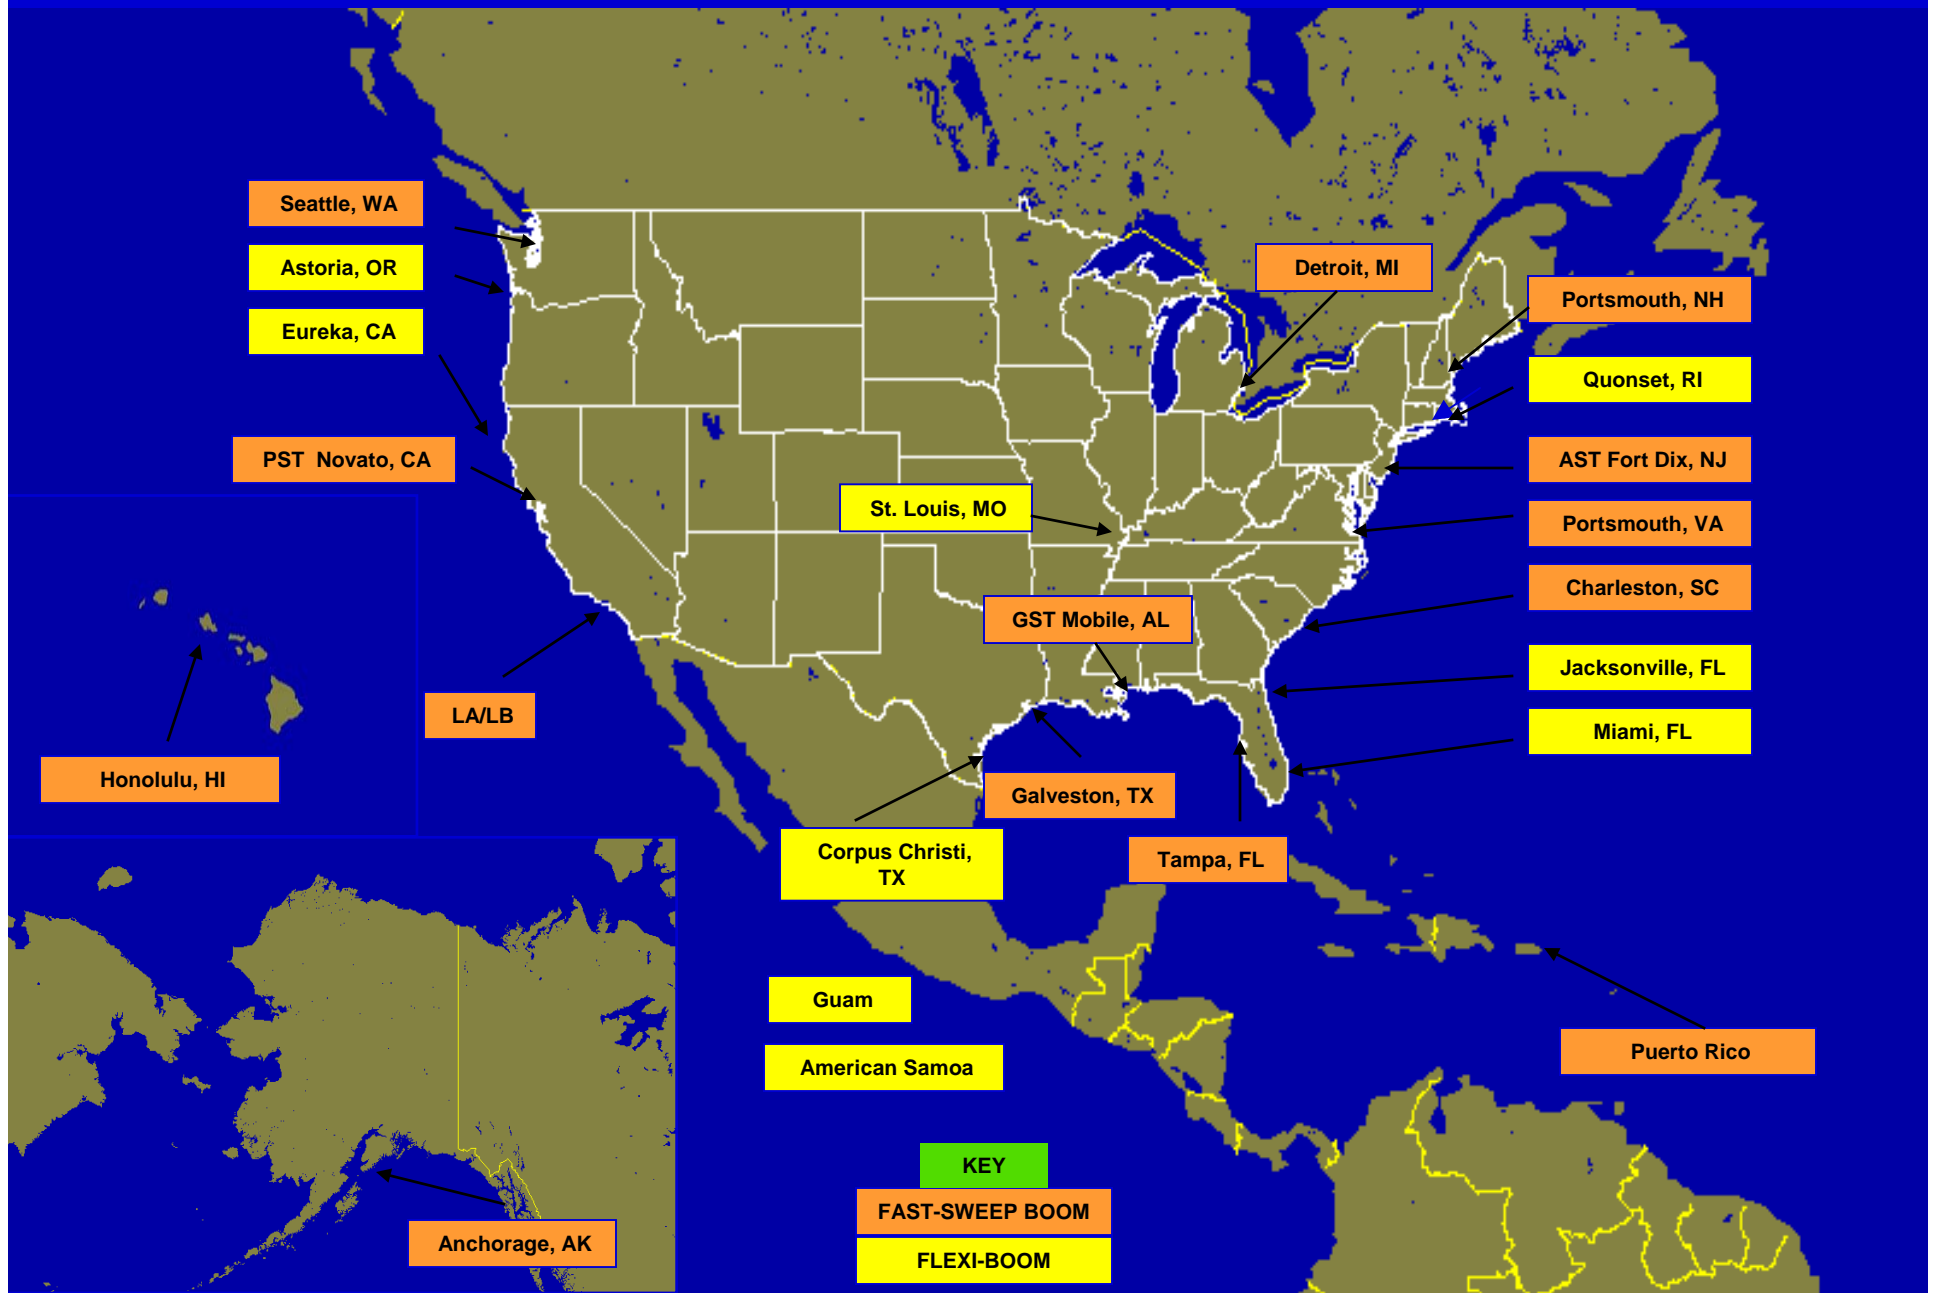 Seattle, WA
Astoria, OR
Eureka, CA
PST  Novato, CA
LA/LB
Honolulu, HI
Anchorage, AK
St. Louis, MO
GST Mobile, AL
Galveston, TX
Corpus Christi,
TX
Tampa, FL
Detroit, MI
Portsmouth, NH
Quonset, RI
AST Fort Dix, NJ
Portsmouth, VA
Charleston, SC
Jacksonville, FL
Miami, FL
Puerto Rico
Guam
American Samoa
KEY
FAST-SWEEP BOOM
FLEXI-BOOM